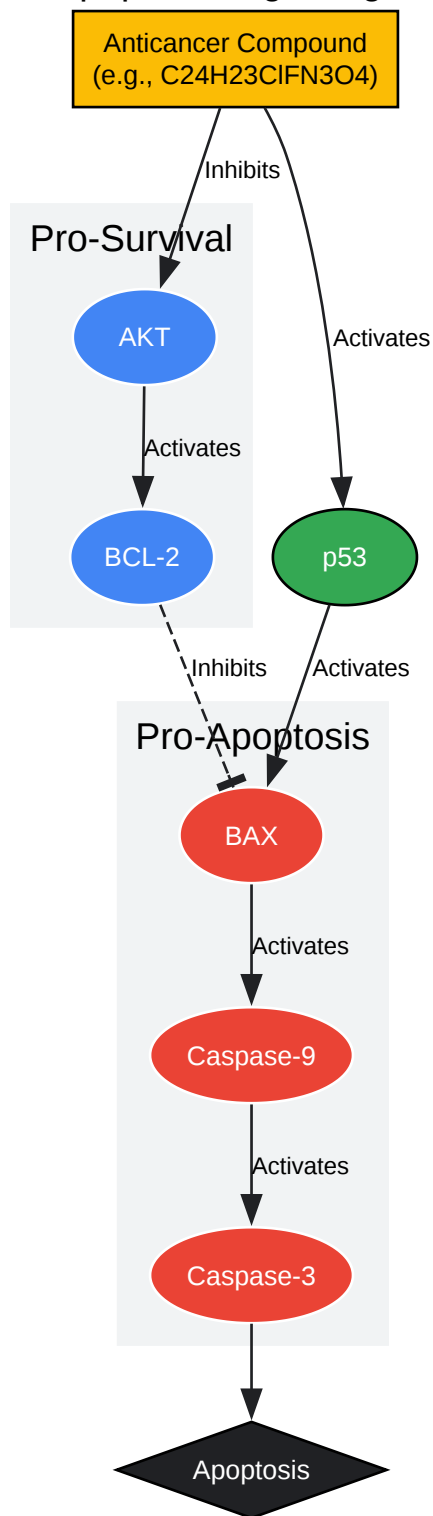 Anticancer Compound
(e.g., C24H23ClFN3O4)
Inhibits
Pro-Survival
AKT
Activates
Activates
BCL-2
p53
Inhibits
Activates
Pro-Apoptosis
BAX
Activates
Caspase-9
Activates
Caspase-3
Apoptosis